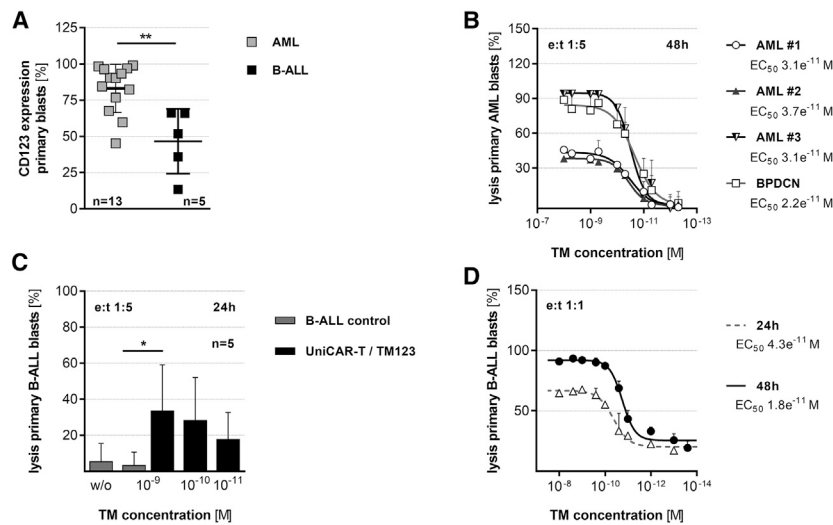 A
CD123 expression
primary blasts [%]
125
100
75
50
25
0
**
n=13
n=5
AML
B-ALL
B
lysis primary AML blasts [%]
150
120
90
60
30
e:t 1:5
48h
10-7
10-9
10-11
10-13
TM concentration [M]
AML #1
EC50 3.1e-11 M
AML #2
EC50 3.7e-11 M
AML #3
EC50 3.1e-11 M
BPDCN
EC50 2.2e-11 M
C
lysis primary B-ALL blasts [%]
100
80
60
40
20
e:t 1:5
24h
n=5
*
w/o
10-9
10-10
10-11
TM concentration [M]
B-ALL control
UniCAR-T / TM123
D
lysis primary B-ALL blasts [%]
150
100
50
e:t 1:1
10-8
10-10
10-12
10-14
TM concentration [M]
24h
EC50 4.3e-11 M
48h
EC50 1.8e-11 M